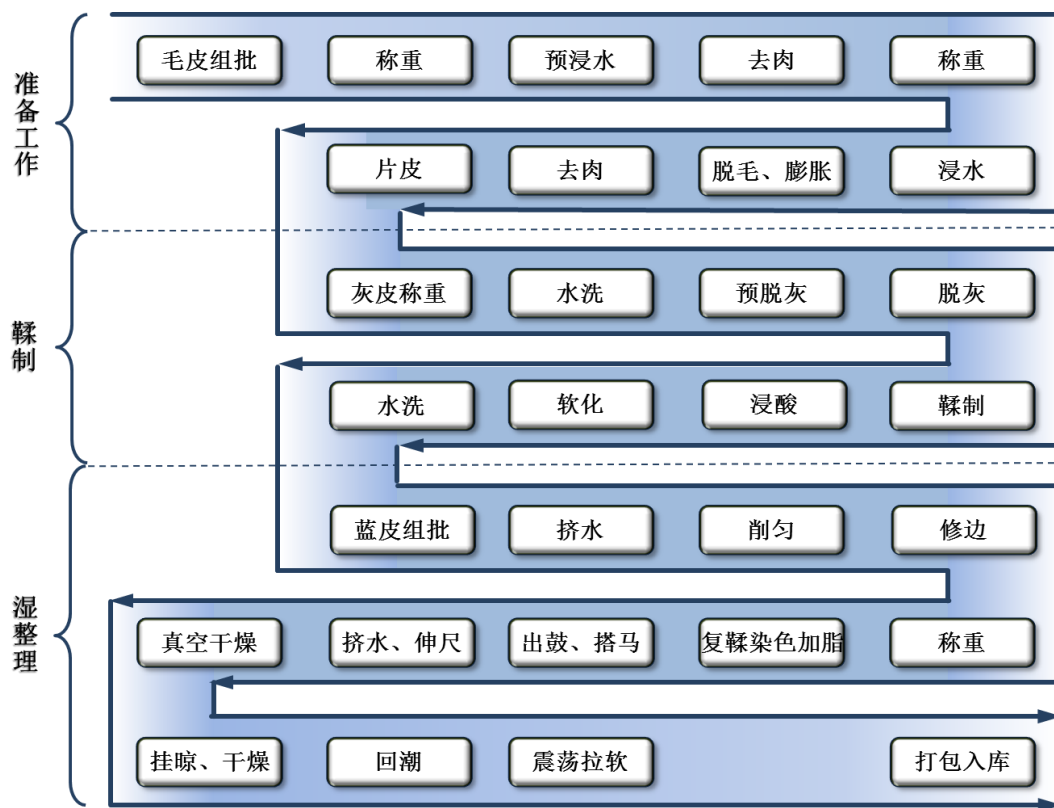 准备工作
毛皮组批
称重
预浸水
去肉
称重
片皮
去肉
脱毛、膨胀
浸水
鞣制
灰皮称重
水洗
预脱灰
脱灰
水洗
软化
浸酸
鞣制
湿整理
蓝皮组批
挤水
削匀
修边
真空干燥
挤水、伸尺
出鼓、搭马
复鞣染色加脂
称重
挂晾、干燥
回潮
震荡拉软
打包入库